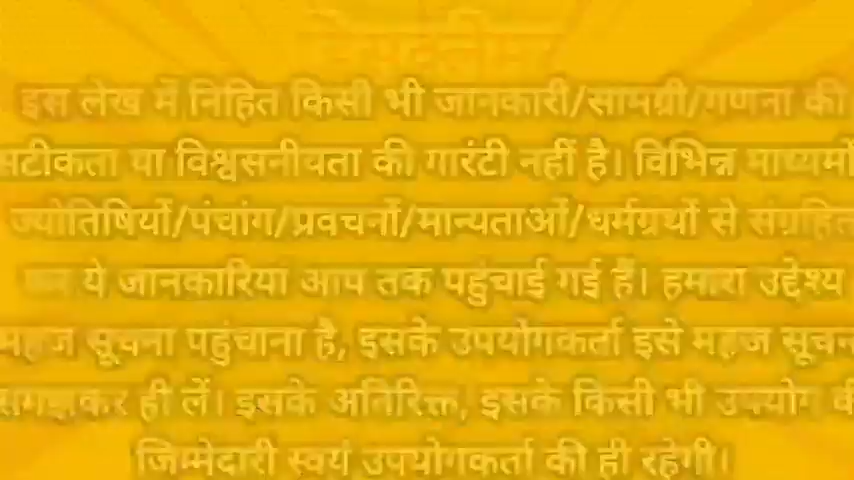 डिसक्लेमर
इस लेख में निहित किसी भी जानकारी/सामग्री/गणना की
सटीकता या विश्वसनीयता की गारंटी नहीं है। विभिन्न माध्यमों
ज्योतिषियों/पंचांग/प्रवचनों/मान्यताओं/धर्मग्रंथों से संग्रहित
ये जानकारियां आप तक पहुंचाई गई हैं। हमारा उद्देश्य
महज सूचना पहुंचाना है, इसके उपयोगकर्ता इसे महज सूचना
समझकर ही लें। इसके अतिरिक्त, इसके किसी भी उपयोग की
जिम्मेदारी स्वयं उपयोगकर्ता की ही रहेगी।